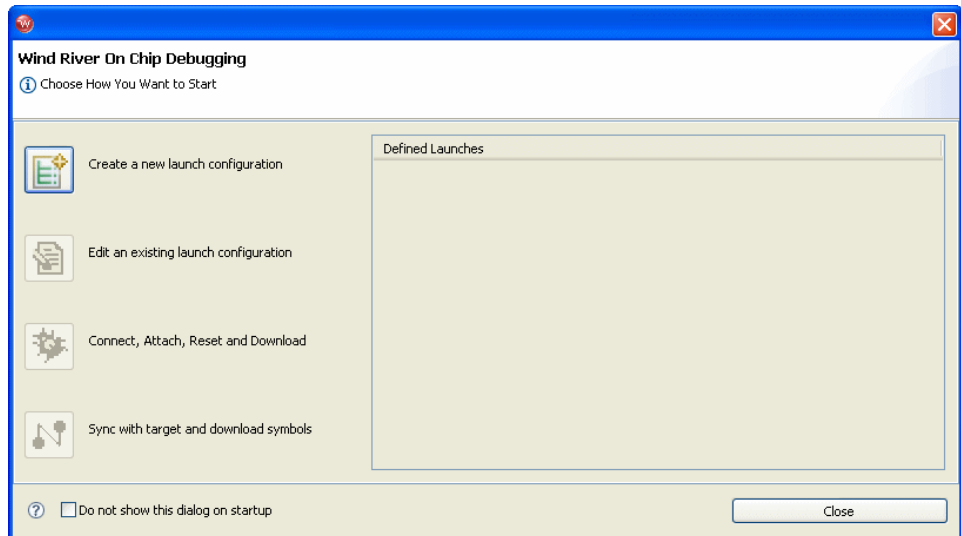 Wind River On Chip Debugging
Choose How You Want to Start
Create a new launch configuration
Edit an existing launch configuration
Connect, Attach, Reset and Download
Sync with target and download symbols
Defined Launches
Do not show this dialog on startup
Close